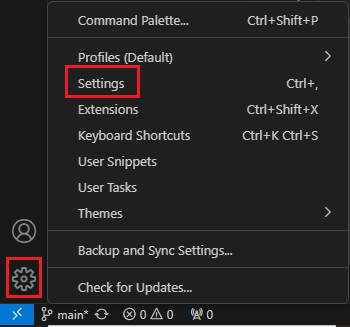 Command Palette... Ctrl+Shift+P
Profiles (Default)
Settings Ctrl+,
Extensions Ctrl+Shift+X
Keyboard Shortcuts Ctrl+K Ctrl+S
User Snippets
User Tasks
Themes
Backup and Sync Settings...
Check for Updates...
main* 0 0 0